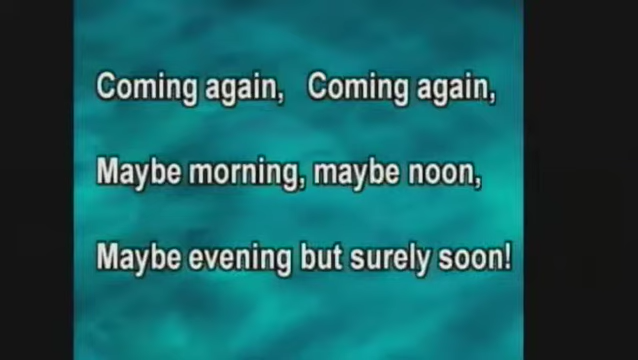 Coming again, Coming again,
Maybe morning, maybe noon,
Maybe evening but surely soon!